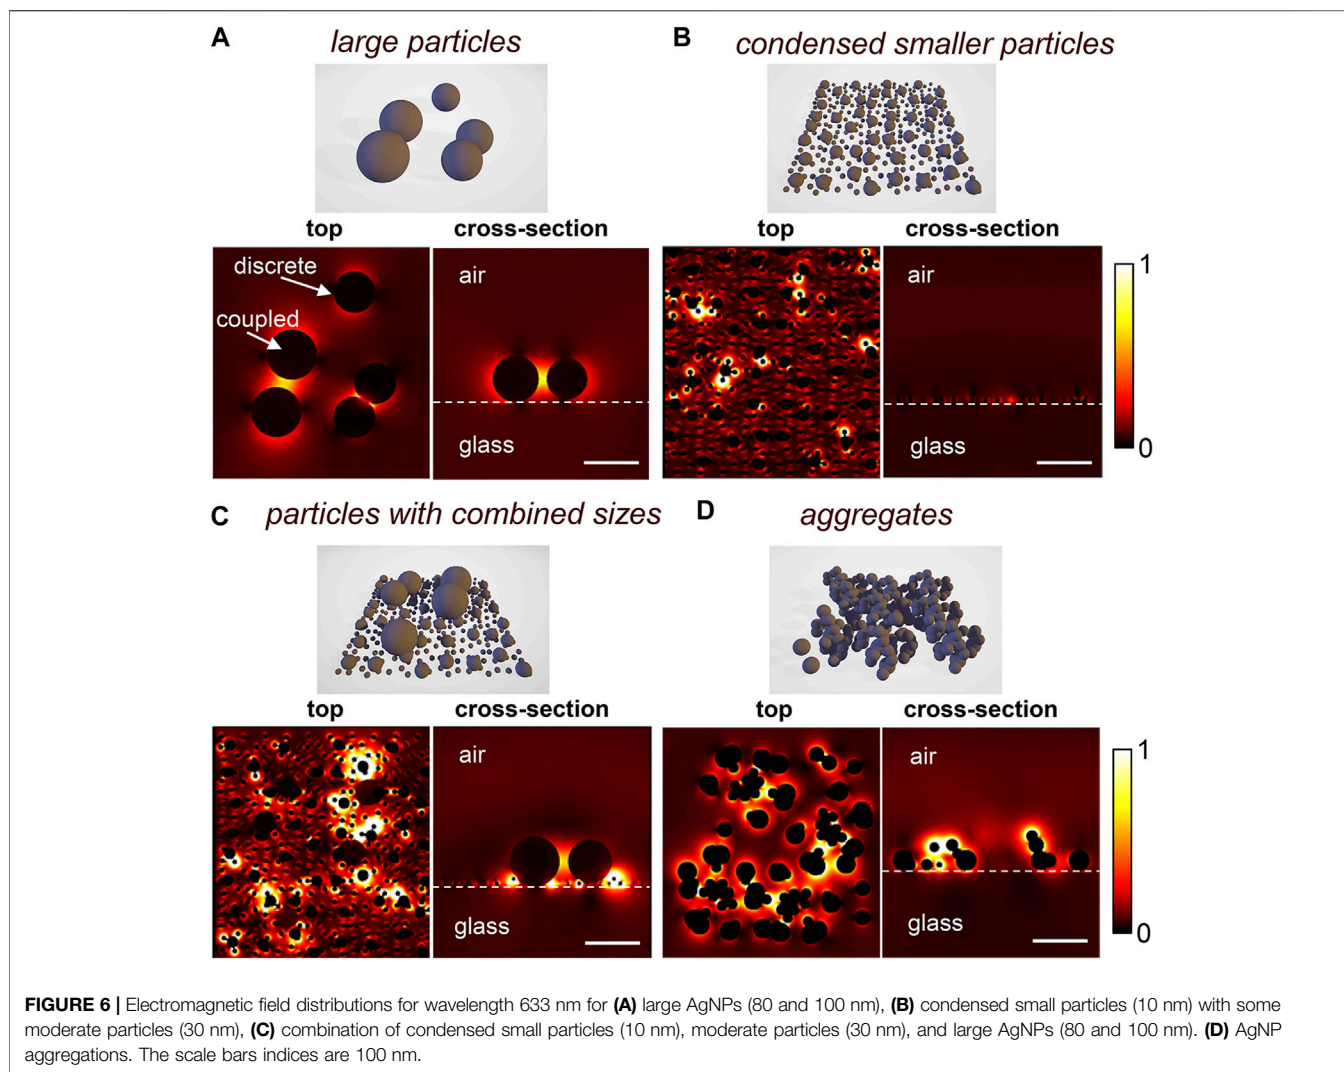 A large particles
B condensed smaller particles
top cross-section
top cross-section
discrete
coupled
air
glass
air
glass
1
0
C particles with combined sizes
D aggregates
top cross-section
top cross-section
air
glass
air
glass
1
0
FIGURE 6 | Electromagnetic field distributions for wavelength 633 nm for (A) large AgNPs (80 and 100 nm), (B) condensed small particles (10 nm) with some
moderate particles (30 nm), (C) combination of condensed small particles (10 nm), moderate particles (30 nm), and large AgNPs (80 and 100 nm). (D) AgNP
aggregations. The scale bars indices are 100 nm.